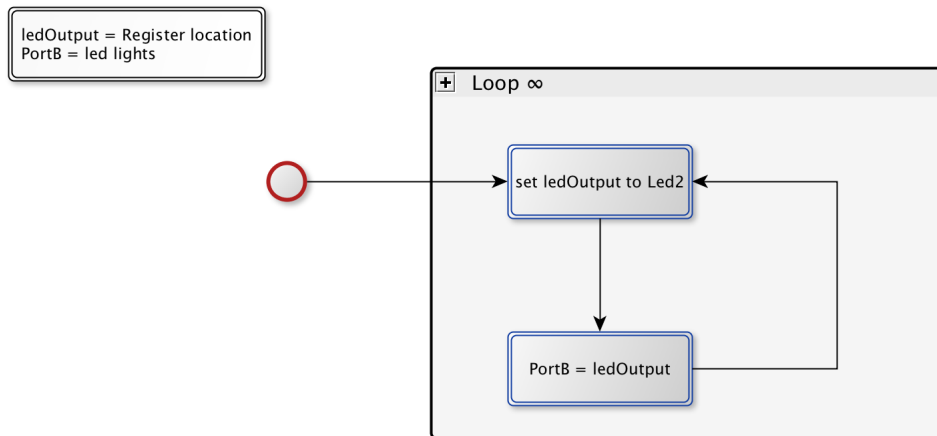 ledOutput = Register location
PortB = led lights
Loop ∞
set ledOutput to Led2
PortB = ledOutput